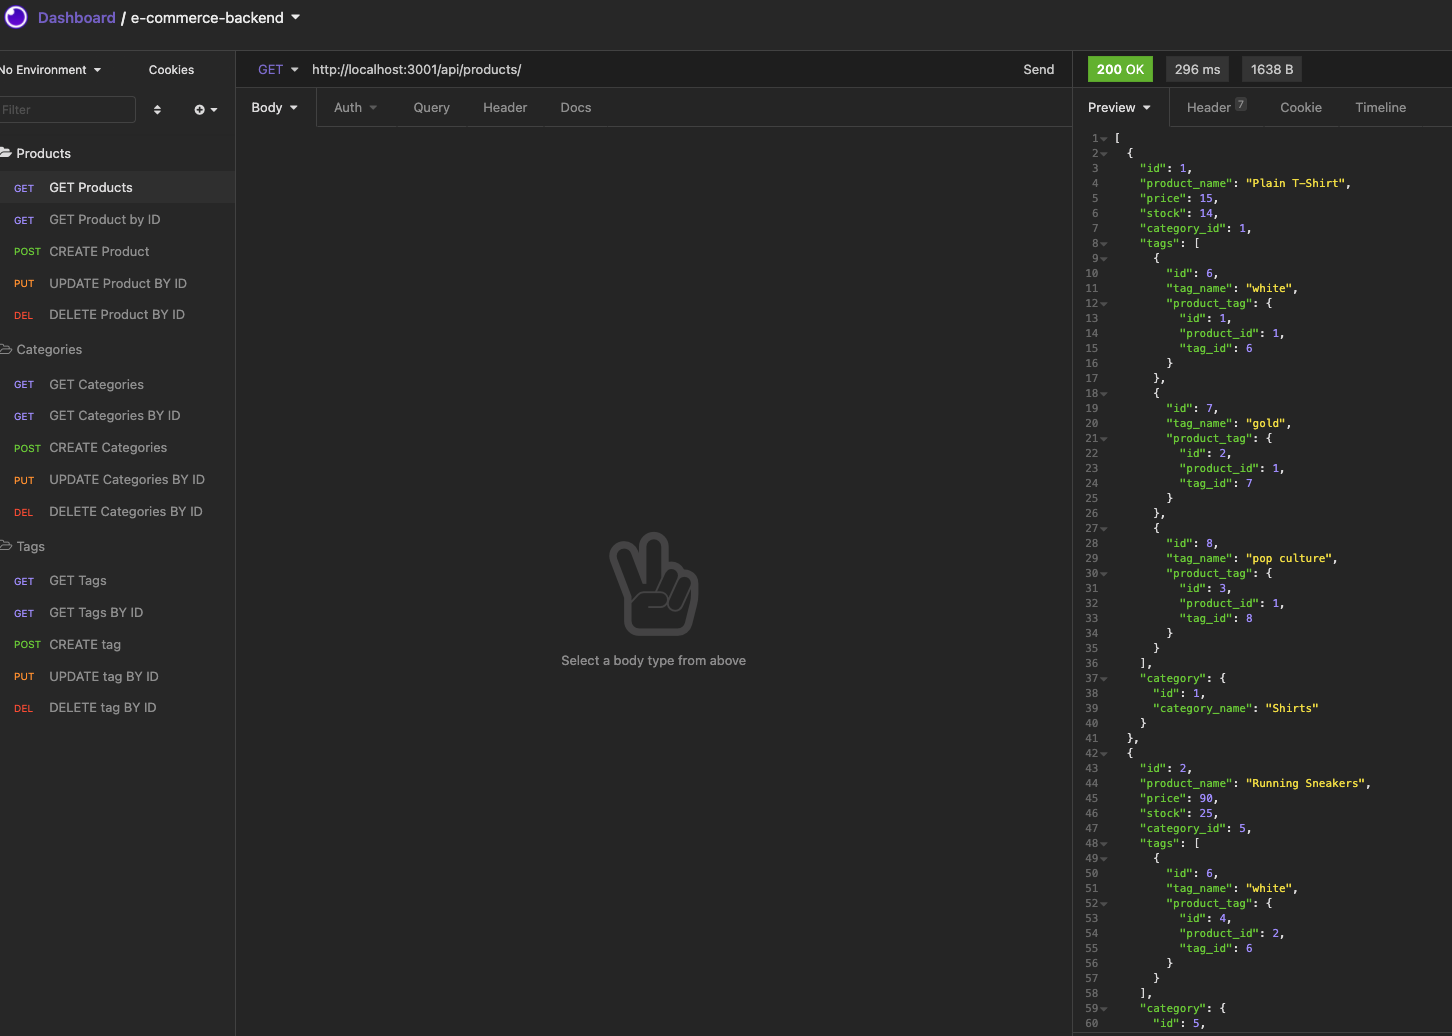 Dashboard / e-commerce-backend
No Environment
Cookies
Filter
Products
GET GET Products
GET GET Product by ID
POST CREATE Product
PUT UPDATE Product BY ID
DEL DELETE Product BY ID
Categories
GET GET Categories
GET GET Categories BY ID
POST CREATE Categories
PUT UPDATE Categories BY ID
DEL DELETE Categories BY ID
Tags
GET GET Tags
GET GET Tags BY ID
POST CREATE tag
PUT UPDATE tag BY ID
DEL DELETE tag BY ID
GET http://localhost:3001/api/products/ Send
Body Auth Query Header Docs
Select a body type from above
200 OK 296 ms 1638 B
Preview Header 7 Cookie Timeline
1 [
2 {
3 "id": 1,
4 "product_name": "Plain T-Shirt",
5 "price": 15,
6 "stock": 14,
7 "category_id": 1,
8 "tags": [
9 {
10 "id": 6,
11 "tag_name": "white",
12 "product_tag": {
13 "id": 1,
14 "product_id": 1,
15 "tag_id": 6
16 }
17 },
18 {
19 "id": 7,
20 "tag_name": "gold",
21 "product_tag": {
22 "id": 2,
23 "product_id": 1,
24 "tag_id": 7
25 }
26 },
27 {
28 "id": 8,
29 "tag_name": "pop culture",
30 "product_tag": {
31 "id": 3,
32 "product_id": 1,
33 "tag_id": 8
34 }
35 }
36 ],
37 "category": {
38 "id": 1,
39 "category_name": "Shirts"
40 }
41 },
42 {
43 "id": 2,
44 "product_name": "Running Sneakers",
45 "price": 90,
46 "stock": 25,
47 "category_id": 5,
48 "tags": [
49 {
50 "id": 6,
51 "tag_name": "white",
52 "product_tag": {
53 "id": 4,
54 "product_id": 2,
55 "tag_id": 6
56 }
57 }
58 ],
59 "category": {
60 "id": 5,